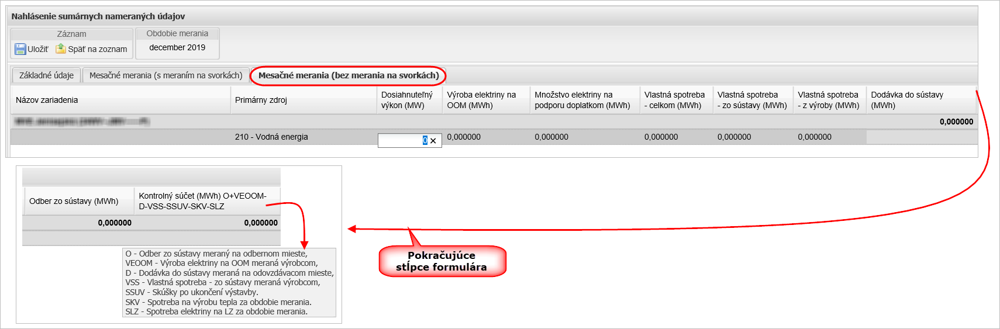 Nahlásenie sumárnych nameraných údajov
Záznam
Obdobie merania
Uložiť
Späť na zoznam
december 2019
Základné údaje
Mesačné merania (s meraním na svorkách)
Mesačné merania (bez merania na svorkách)
Názov zariadenia
Primárny zdroj
Dosiahnuteľný
výkon (MW)
Výroba elektriny na
OOM (MWh)
Množstvo elektriny na
podporu doplatkom (MWh)
Vlastná spotreba
- celkom (MWh)
Vlastná spotreba
- zo sústavy (MWh)
Vlastná spotreba
- z výroby (MWh)
Dodávka do sústavy
(MWh)
0,000000
210 - Vodná energia
0
0,000000
0,000000
0,000000
0,000000
0,000000
Odber zo sústavy (MWh)
Kontrolný súčet (MWh) O+VEOOM-
D-VSS-SSUV-SKV-SLZ
0,000000
0,000000
O - Odber zo sústavy meraný na odbernom mieste,
VEOOM - Výroba elektriny na OOM meraná výrobcom,
D - Dodávka do sústavy meraná na odovzdávacom mieste,
VSS - Vlastná spotreba - zo sústavy meraná výrobcom,
SSUV - Skúšky po ukončení výstavby.
SKV - Spotreba na výrobu tepla za obdobie merania.
SLZ - Spotreba elektriny na LZ za obdobie merania.
Pokračujúce
stĺpce formulára